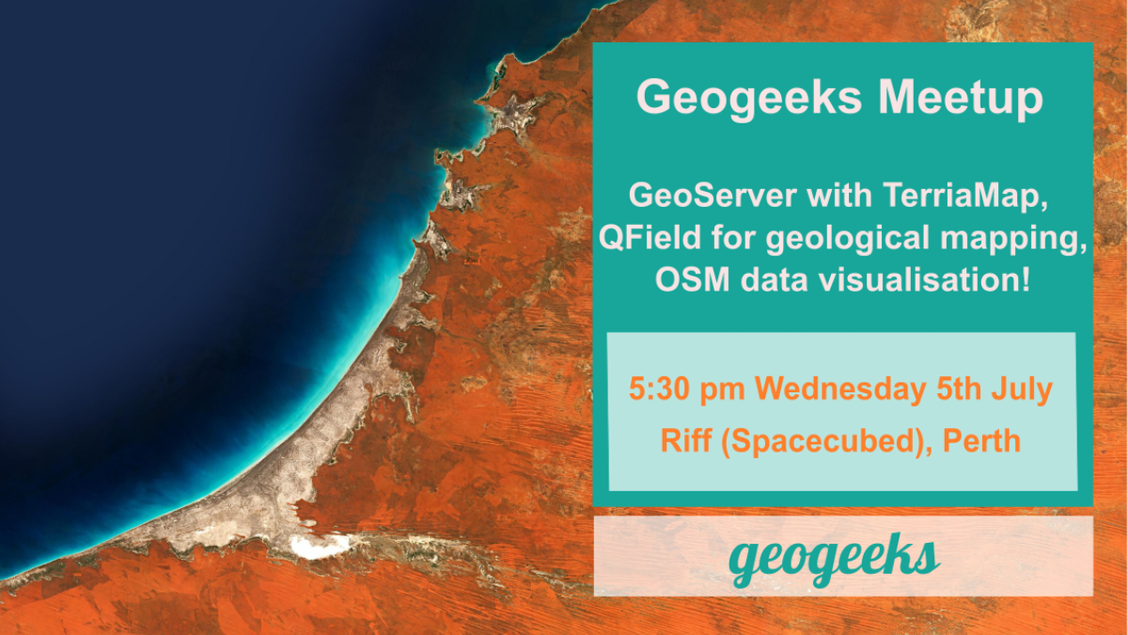 Geogeeks Meetup
GeoServer with TerriaMap,
QField for geological mapping,
OSM data visualisation!
5:30 pm Wednesday 5th July
Riff (Spacecubed), Perth
geogeeks